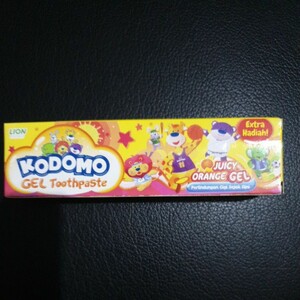 LION
KODOMO
GEL Toothpaste
JUICY
ORANGE GEL
Extra
Hadiah!